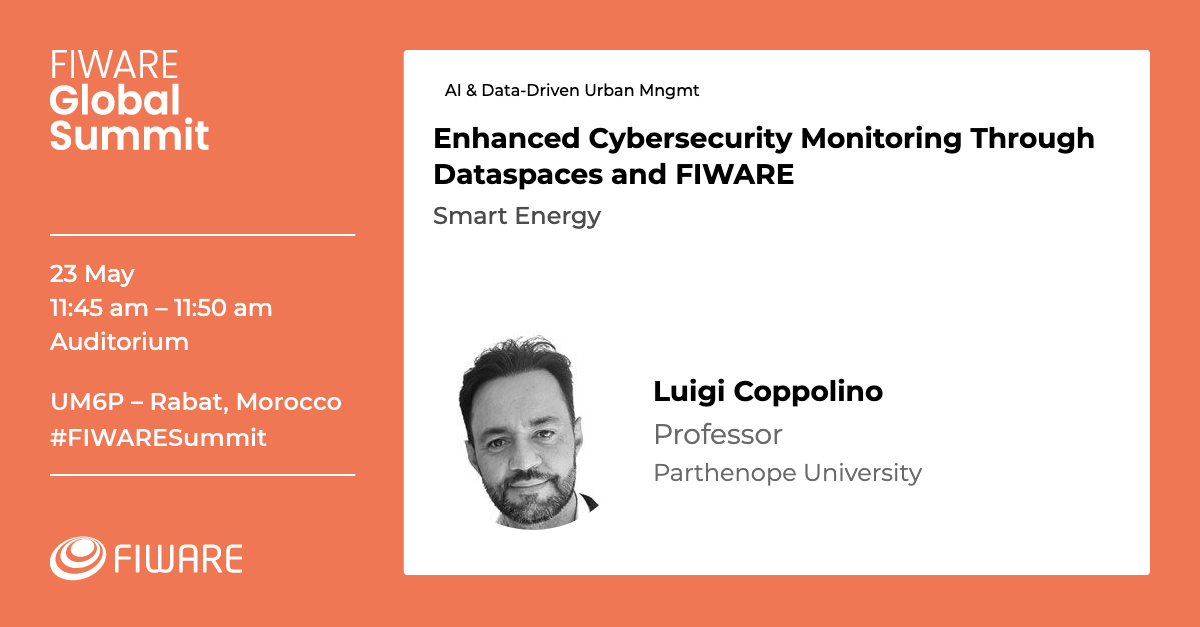 FIWARE
Global
Summit
23 May
11:45 am – 11:50 am
Auditorium
UM6P – Rabat, Morocco
#FIWARESummit
FIWARE
AI & Data-Driven Urban Mngmt
Enhanced Cybersecurity Monitoring Through
Dataspaces and FIWARE
Smart Energy
Luigi Coppolino
Professor
Parthenope University